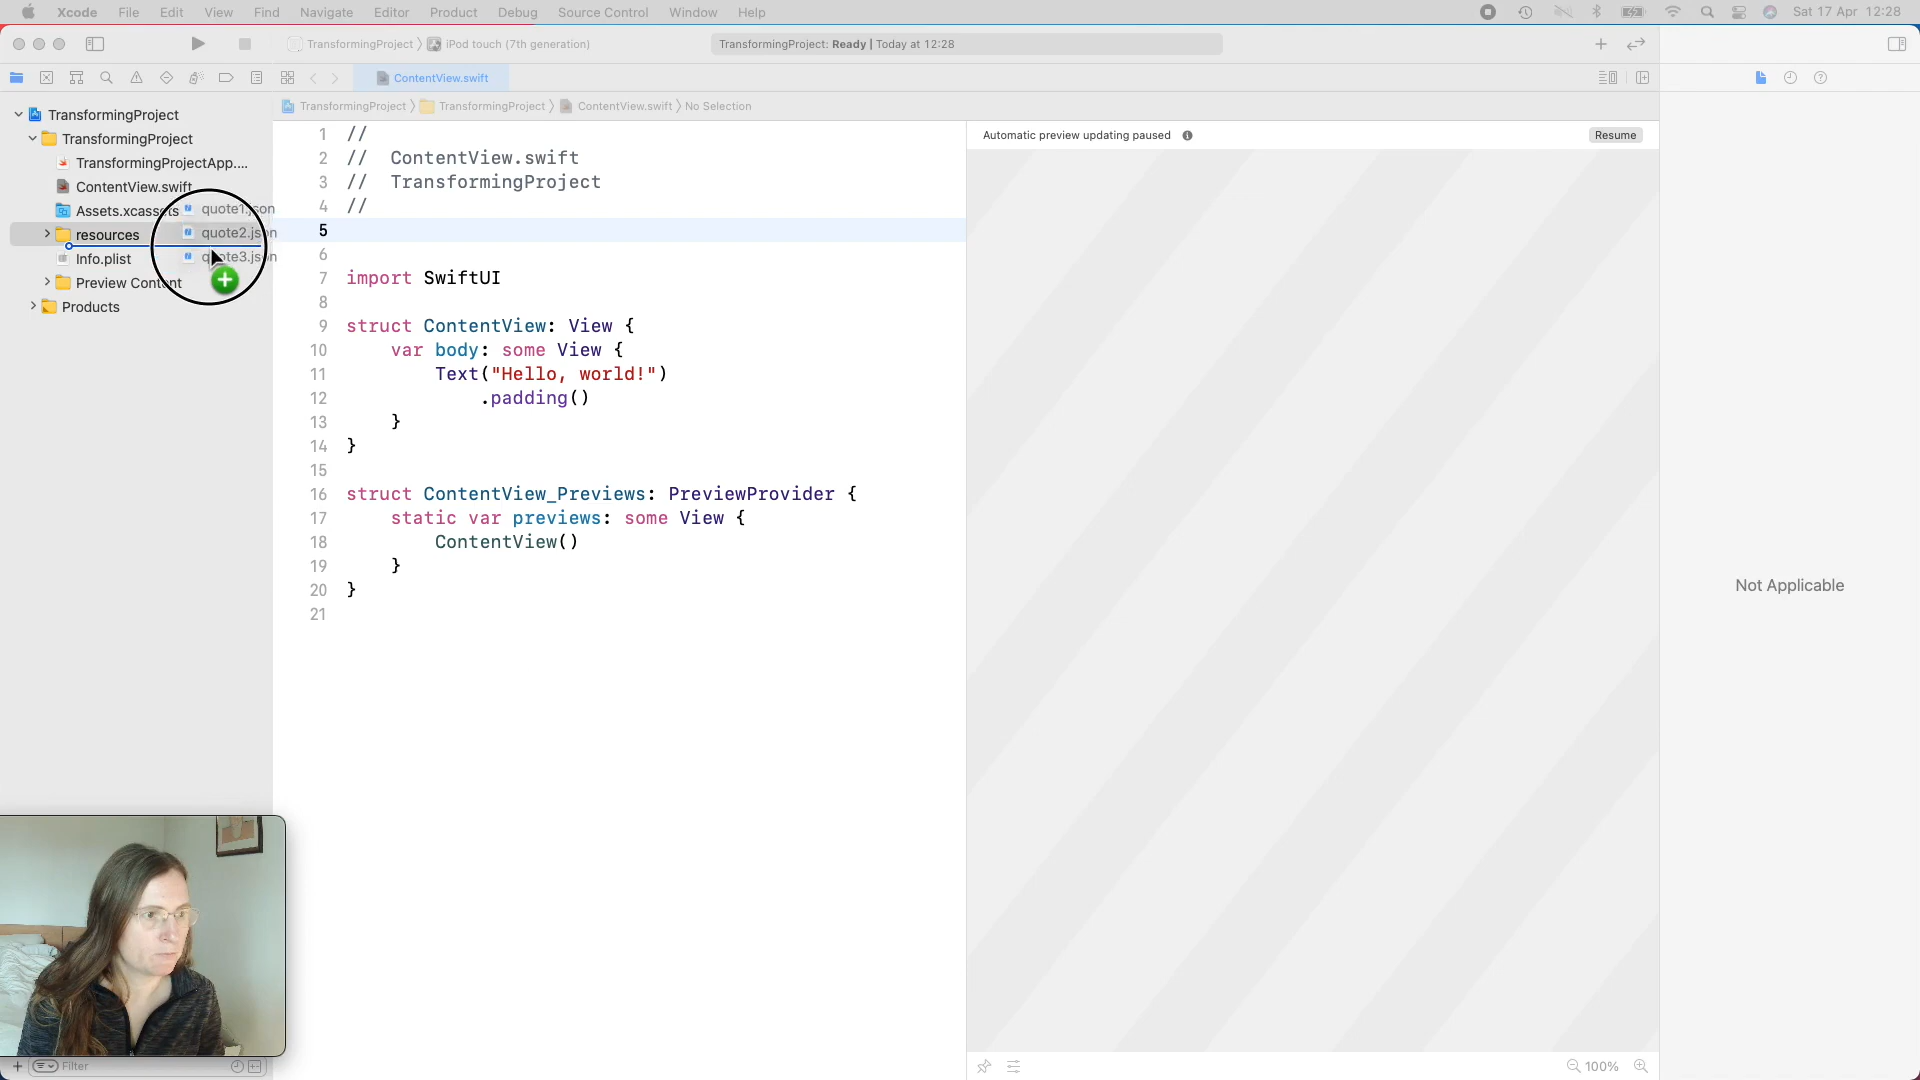 Xcode File Edit View Find Navigate Editor Product Debug Source Control Window Help Sat 17 Apr 12:28
TransformingProject iPod touch (7th generation) TransformingProject: Ready | Today at 12:28
ContentView.swift
TransformingProject TransformingProject ContentView.swift No Selection
TransformingProject
TransformingProject
TransformingProjectApp....
ContentView.swift
Assets.xcassets
resources
Info.plist
Preview Content
Products
quote1.json
quote2.json
quote3.json
1 //
2 // ContentView.swift
3 // TransformingProject
4 //
5
6
7 import SwiftUI
8
9 struct ContentView: View {
10 var body: some View {
11 Text("Hello, world!")
12 .padding()
13 }
14 }
15
16 struct ContentView_Previews: PreviewProvider {
17 static var previews: some View {
18 ContentView()
19 }
20 }
21
Automatic preview updating paused Resume
Not Applicable
Filter
100%